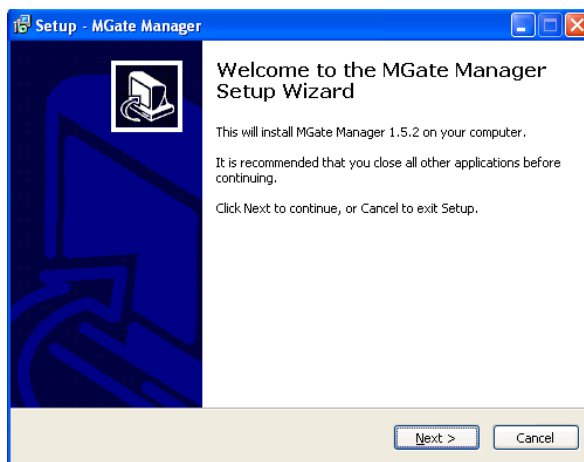 Setup - MGate Manager
Welcome to the MGate Manager
Setup Wizard
This will install MGate Manager 1.5.2 on your computer.
It is recommended that you close all other applications before
continuing.
Click Next to continue, or Cancel to exit Setup.
Next >
Cancel